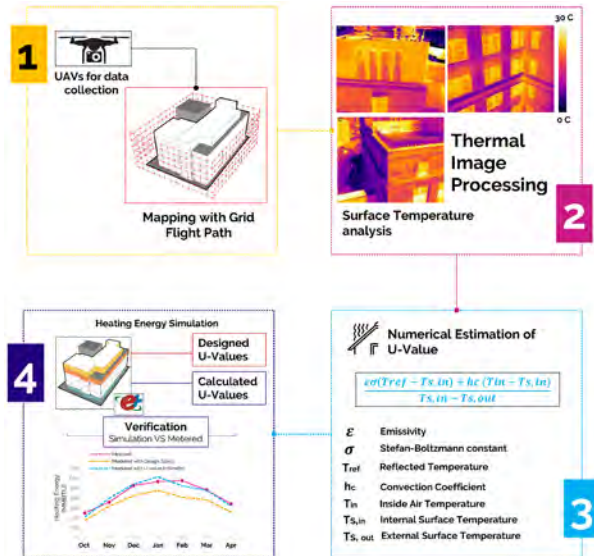 1
UAVs for data
collection
Mapping with Grid
Flight Path
30 C
0 C
Thermal
Image
Processing
Surface Temperature
analysis
2
Numerical Estimation of
U-Value
εσ(Tref − Ts,in) + hc (Tin − Ts,in)
Ts,in − Ts,out
ε Emissivity
σ Stefan-Boltzmann constant
Tref Reflected Temperature
hc Convection Coefficient
Tin Inside Air Temperature
Ts,in Internal Surface Temperature
Ts, out External Surface Temperature
3
Heating Energy Simulation
Designed
U-Values
Calculated
U-Values
4
Verification
Simulation VS Metered
Heating Energy
Oct Nov Dec Jan Feb Mar Apr